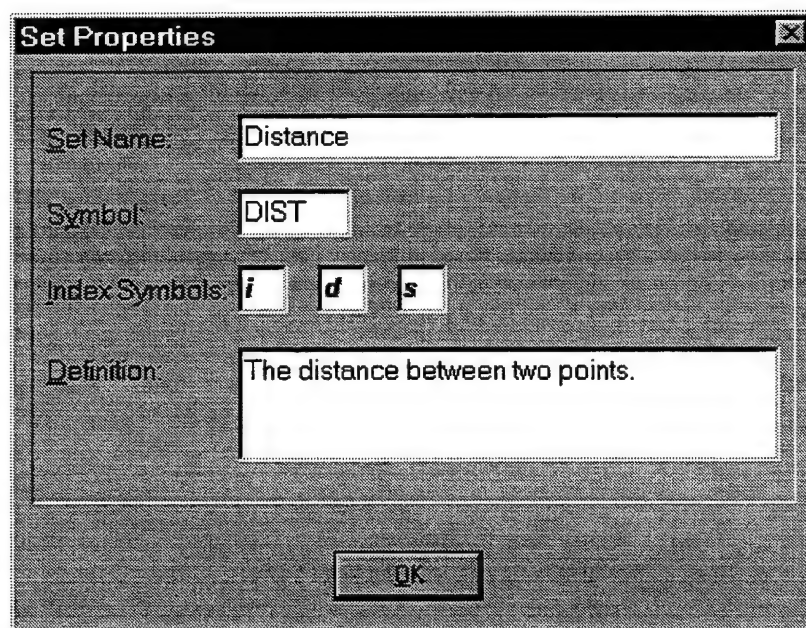 Set Properties
Set Name: Distance
Symbol: DIST
Index Symbols: i d s
Definition: The distance between two points.
OK